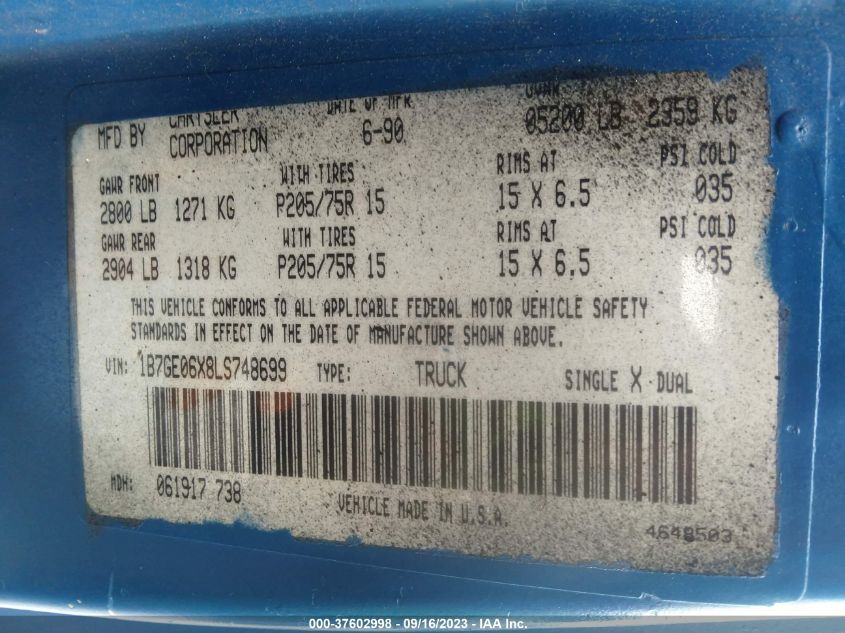 MFD BY CHRYSLER CORPORATION DATE OF MFR 6-90 GVWR 05200 LB 2359 KG
GAWR FRONT WITH TIRES RIMS AT PSI COLD
2800 LB 1271 KG P205/75R 15 15 X 6.5 035
GAWR REAR WITH TIRES RIMS AT PSI COLD
2904 LB 1318 KG P205/75R 15 15 X 6.5 035
THIS VEHICLE CONFORMS TO ALL APPLICABLE FEDERAL MOTOR VEHICLE SAFETY
STANDARDS IN EFFECT ON THE DATE OF MANUFACTURE SHOWN ABOVE.
VIN: 1B7GE06X8LS748699 TYPE: TRUCK SINGLE X DUAL
MDH: 061917 738
VEHICLE MADE IN U.S.A.
4648503
000-37602998 - 09/16/2023 - © IAA Inc.